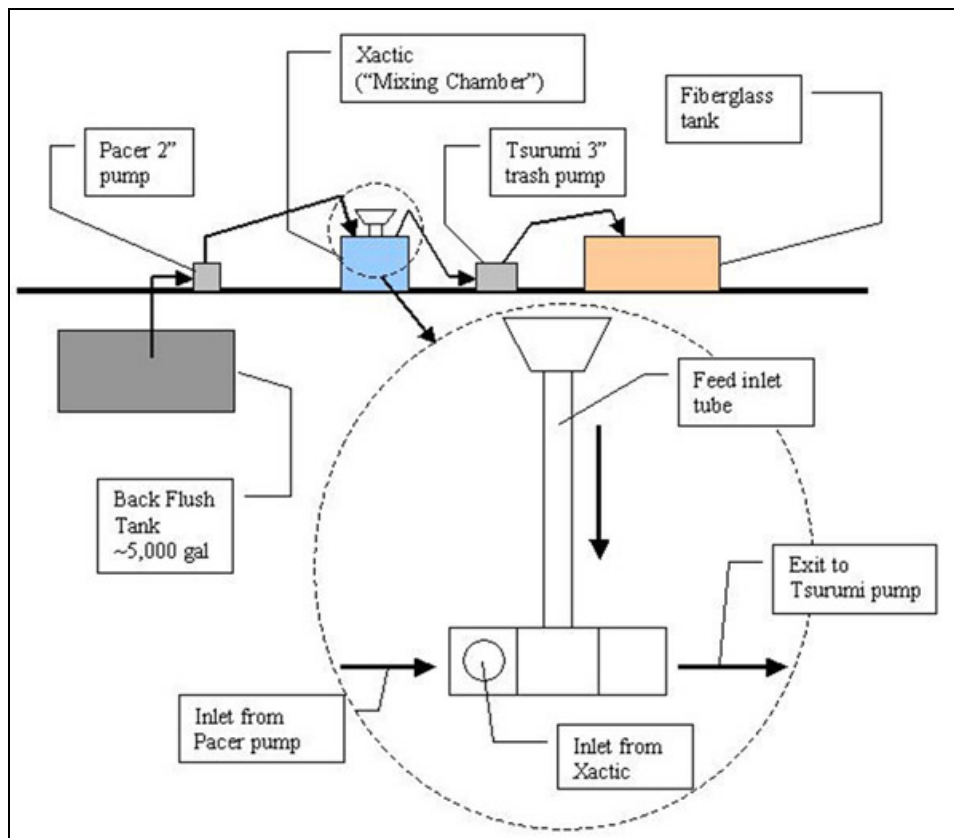 Xactic
(“Mixing Chamber”)
Fiberglass
tank
Pacer 2”
pump
Tsurumi 3”
trash pump
Feed inlet
tube
Back Flush
Tank
~5,000 gal
Exit to
Tsurumi pump
Inlet from
Pacer pump
Inlet from
Xactic